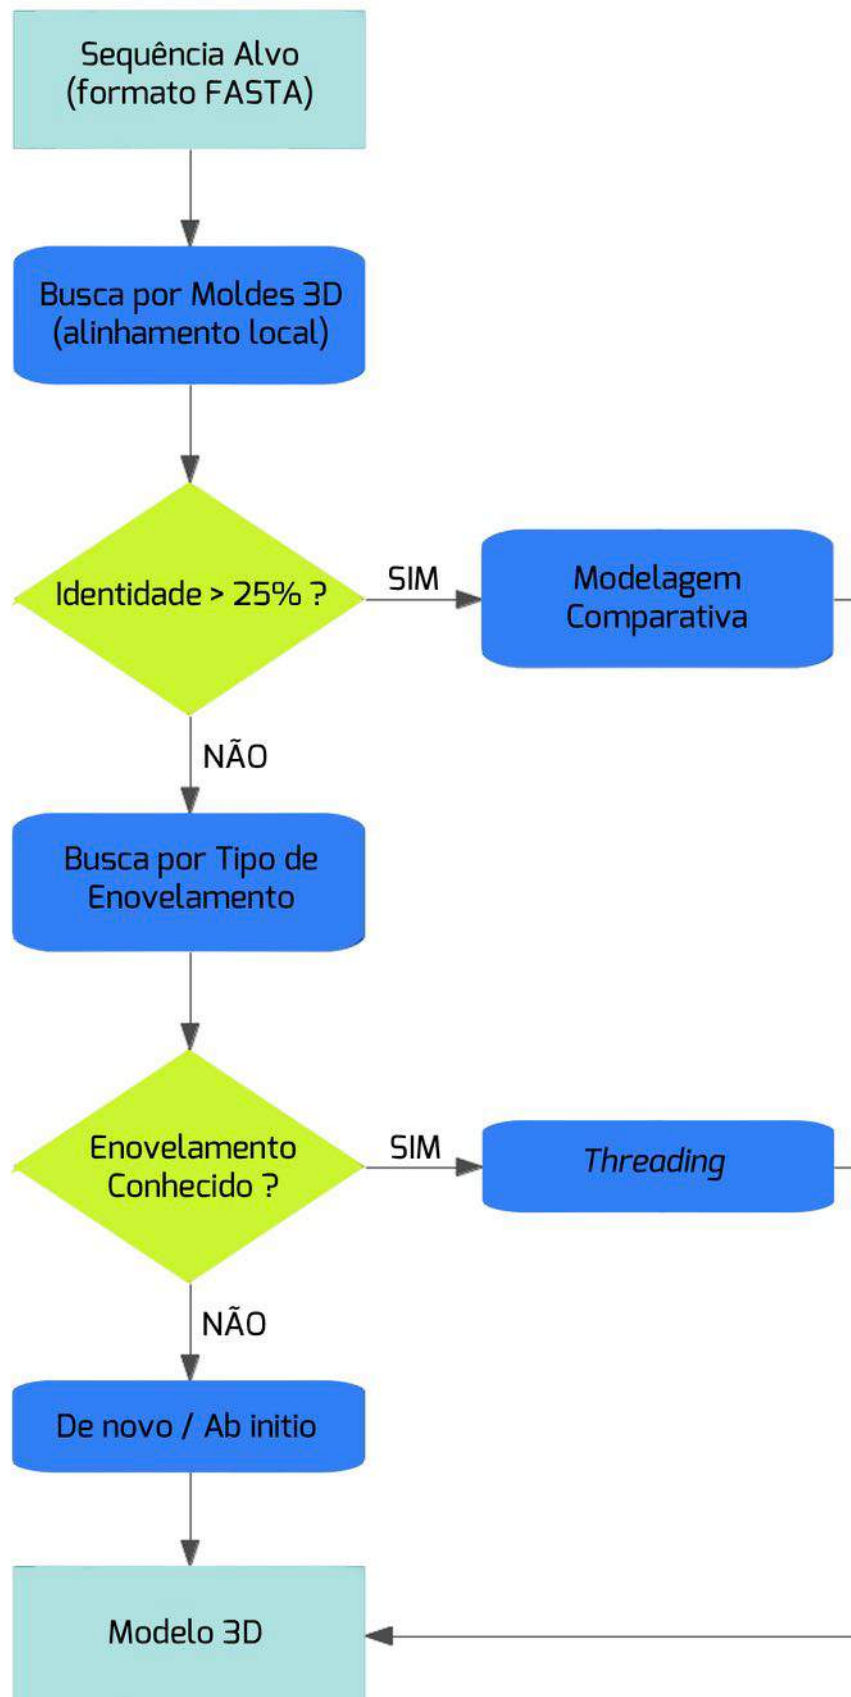 Sequência Alvo
(formato FASTA)
Busca por Moldes 3D
(alinhamento local)
Identidade > 25% ?
SIM
Modelagem
Comparativa
NÃO
Busca por Tipo de
Enovelamento
Enovelamento
Conhecido ?
SIM
Threading
NÃO
De novo / Ab initio
Modelo 3D